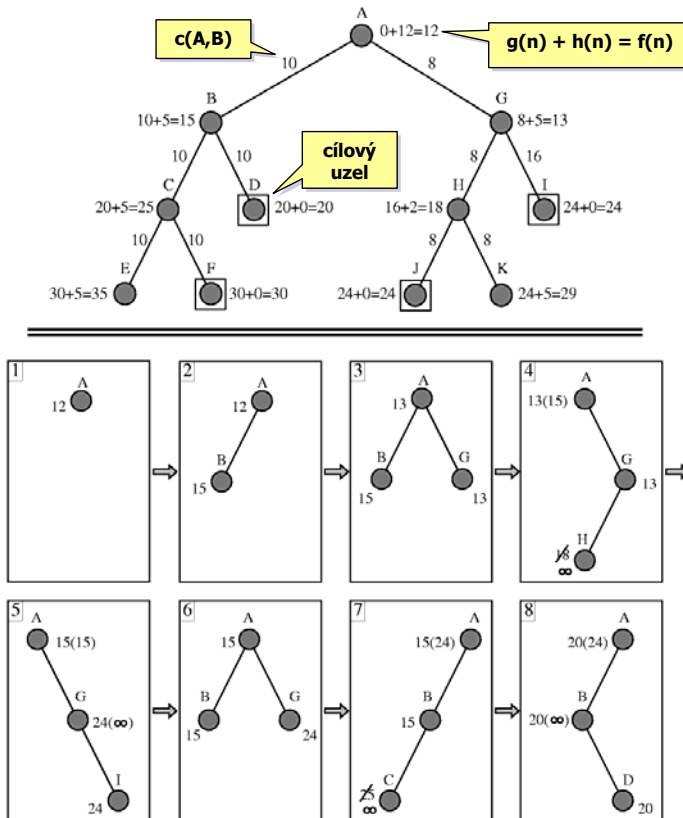 A
c(A,B)
0+12=12
g(n) + h(n) = f(n)
10
8
B
G
10+5=15
8+5=13
10
10
cílový
uzel
8
16
C
D
H
I
20+5=25
20+0=20
16+2=18
24+0=24
10
10
8
8
E
F
J
K
30+5=35
30+0=30
24+0=24
24+5=29
1
A
12
2
A
12
B
15
3
A
13
B
G
15
13
4
A
13(15)
G
13
H
18
∞
5
A
15(15)
G
24(∞)
I
24
6
A
15
B
G
15
24
7
A
15(24)
B
15
C
25
∞
8
A
20(24)
B
20(∞)
D
20